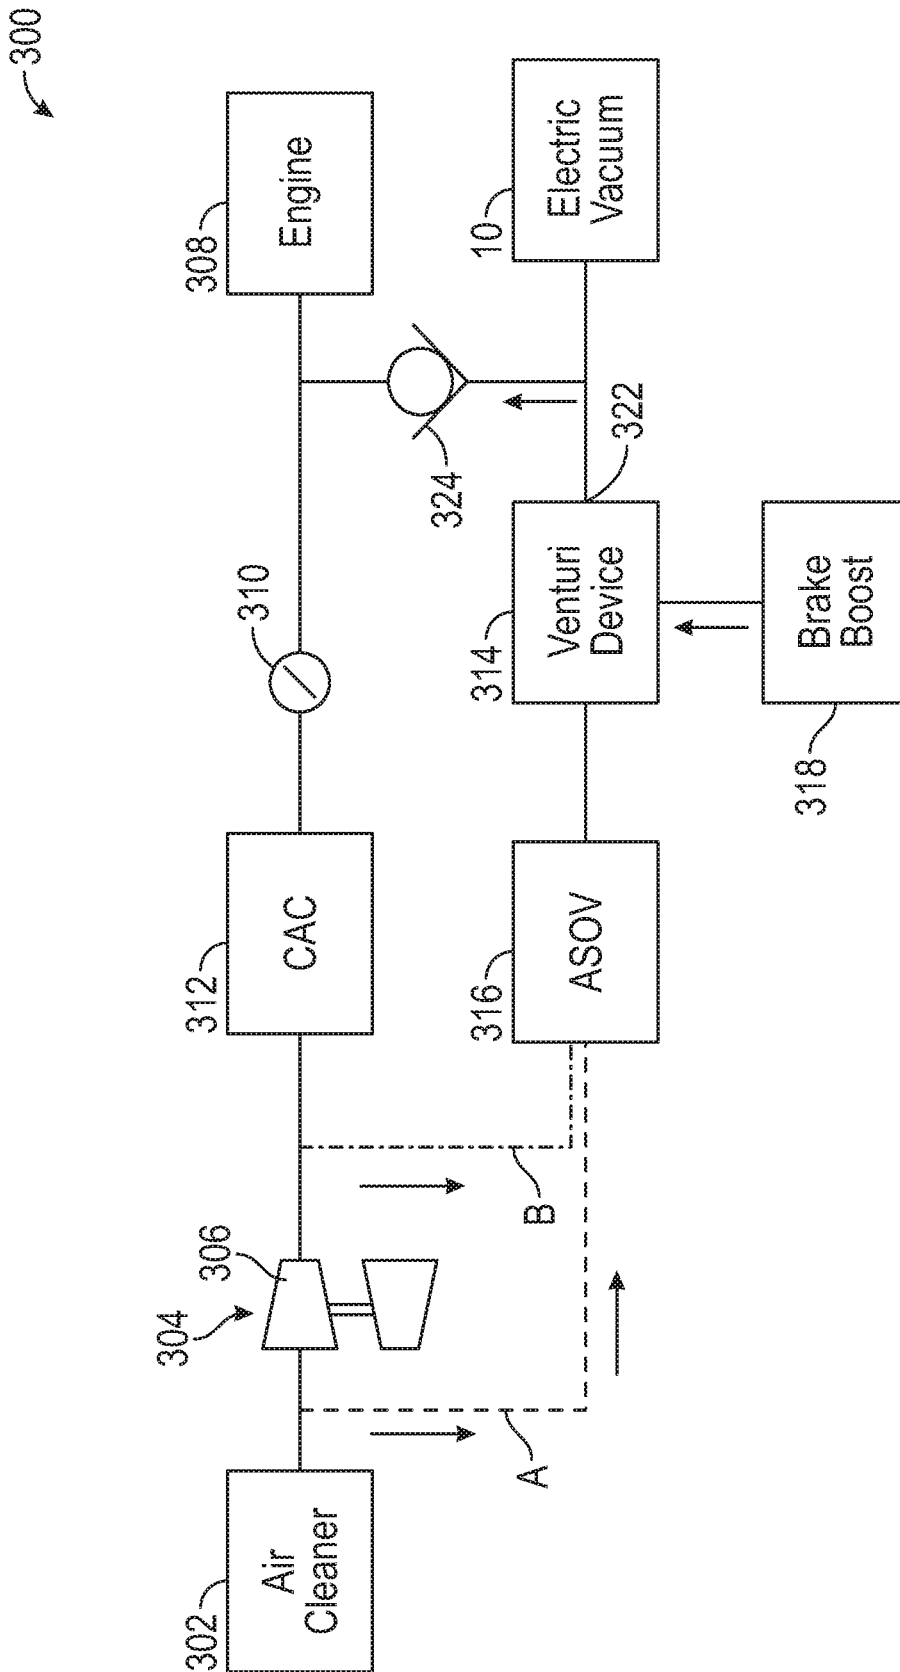 300
308
Engine
10
Electric
Vacuum
324
322
310
314
Venturi
Device
318
Brake
Boost
312
CAC
316
ASOV
304
306
B
A
302
Air
Cleaner